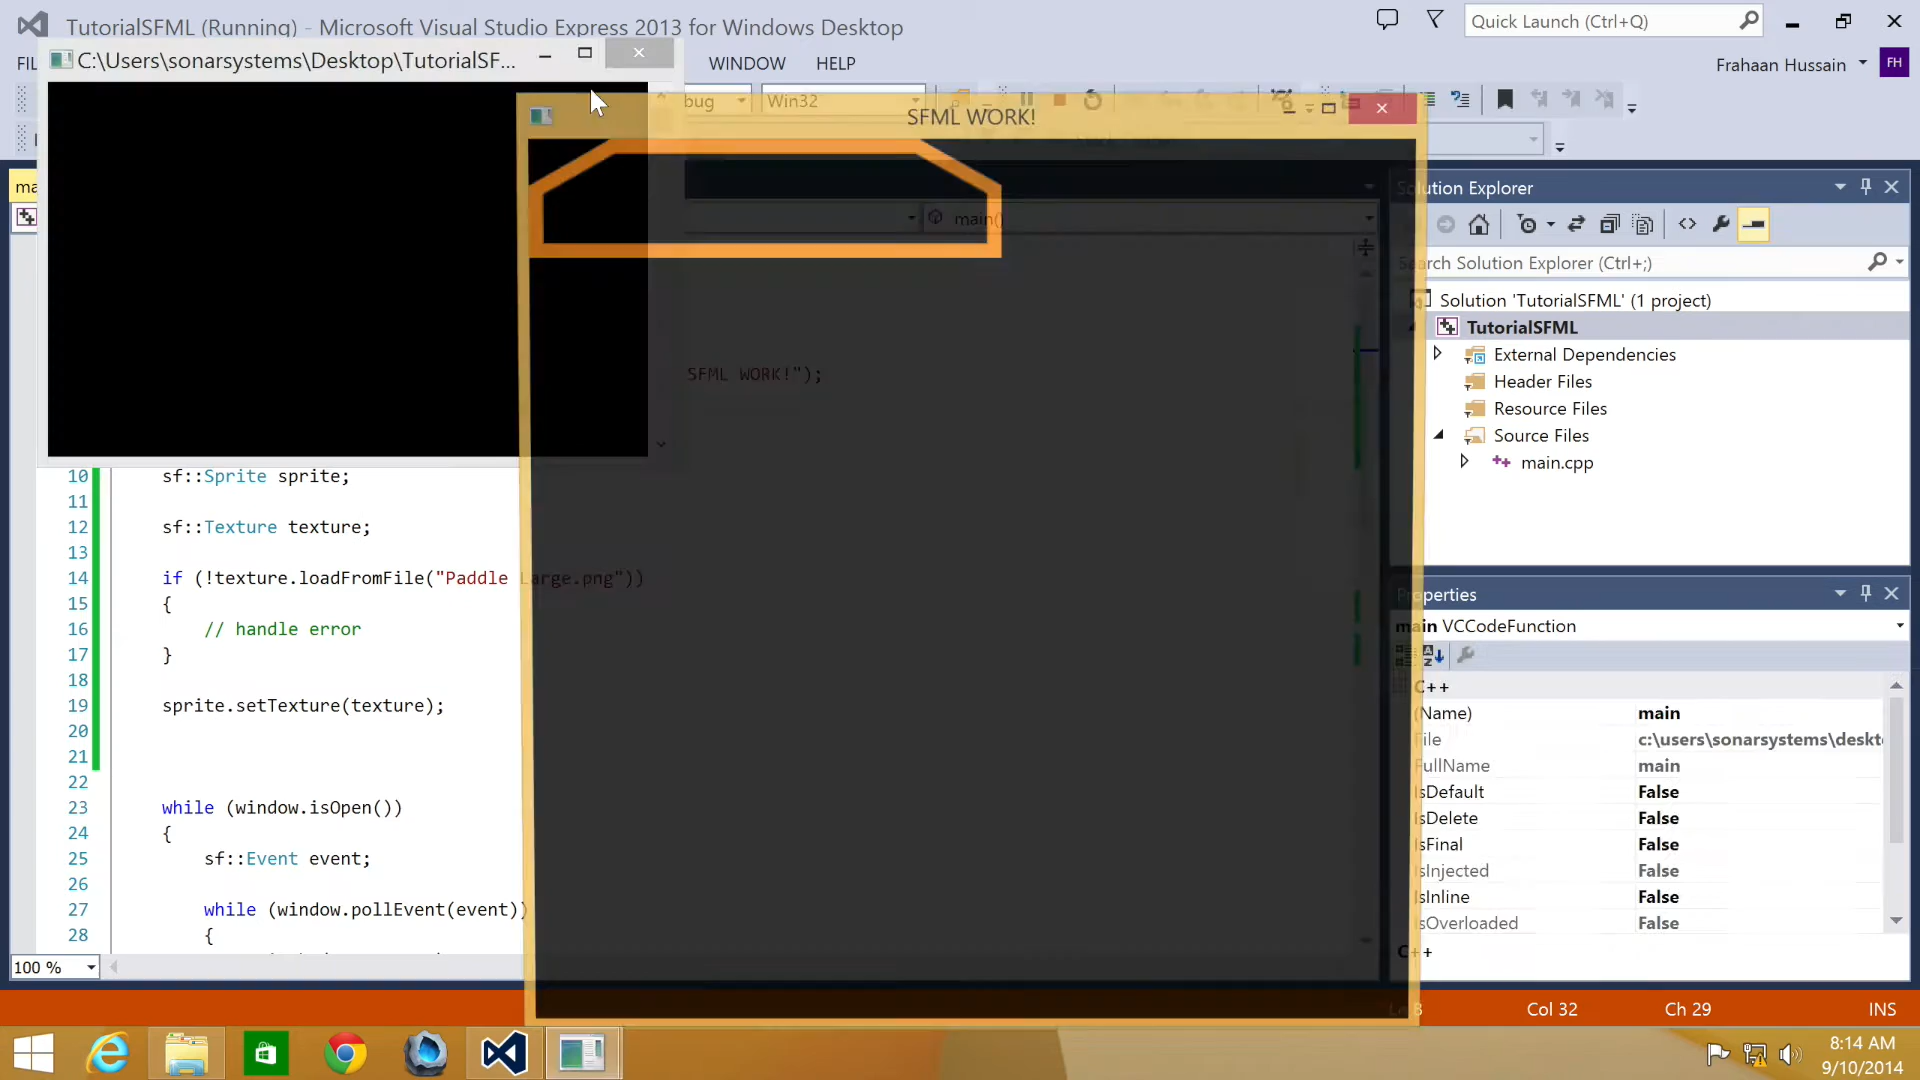 TutorialSFML (Running) - Microsoft Visual Studio Express 2013 for Windows Desktop
Quick Launch (Ctrl+Q)
C:\Users\sonarsystems\Desktop\TutorialSF...
WINDOW
HELP
Frahaan Hussain
FH
Win32
SFML WORK!
main()
SFML WORK!");
10 sf::Sprite sprite;
11
12 sf::Texture texture;
13
14 if (!texture.loadFromFile("Paddle Large.png"))
15 {
16 // handle error
17 }
18
19 sprite.setTexture(texture);
20
21
22
23 while (window.isOpen())
24 {
25 sf::Event event;
26
27 while (window.pollEvent(event))
28 {
100 %
Solution Explorer
Search Solution Explorer (Ctrl+;)
Solution 'TutorialSFML' (1 project)
TutorialSFML
External Dependencies
Header Files
Resource Files
Source Files
main.cpp
Properties
main VCCodeFunction
C++
(Name) main
File c:\users\sonarsystems\deskt
FullName main
IsDefault False
IsDelete False
IsFinal False
IsInjected False
IsInline False
IsOverloaded False
C++
Col 32
Ch 29
INS
8:14 AM
9/10/2014